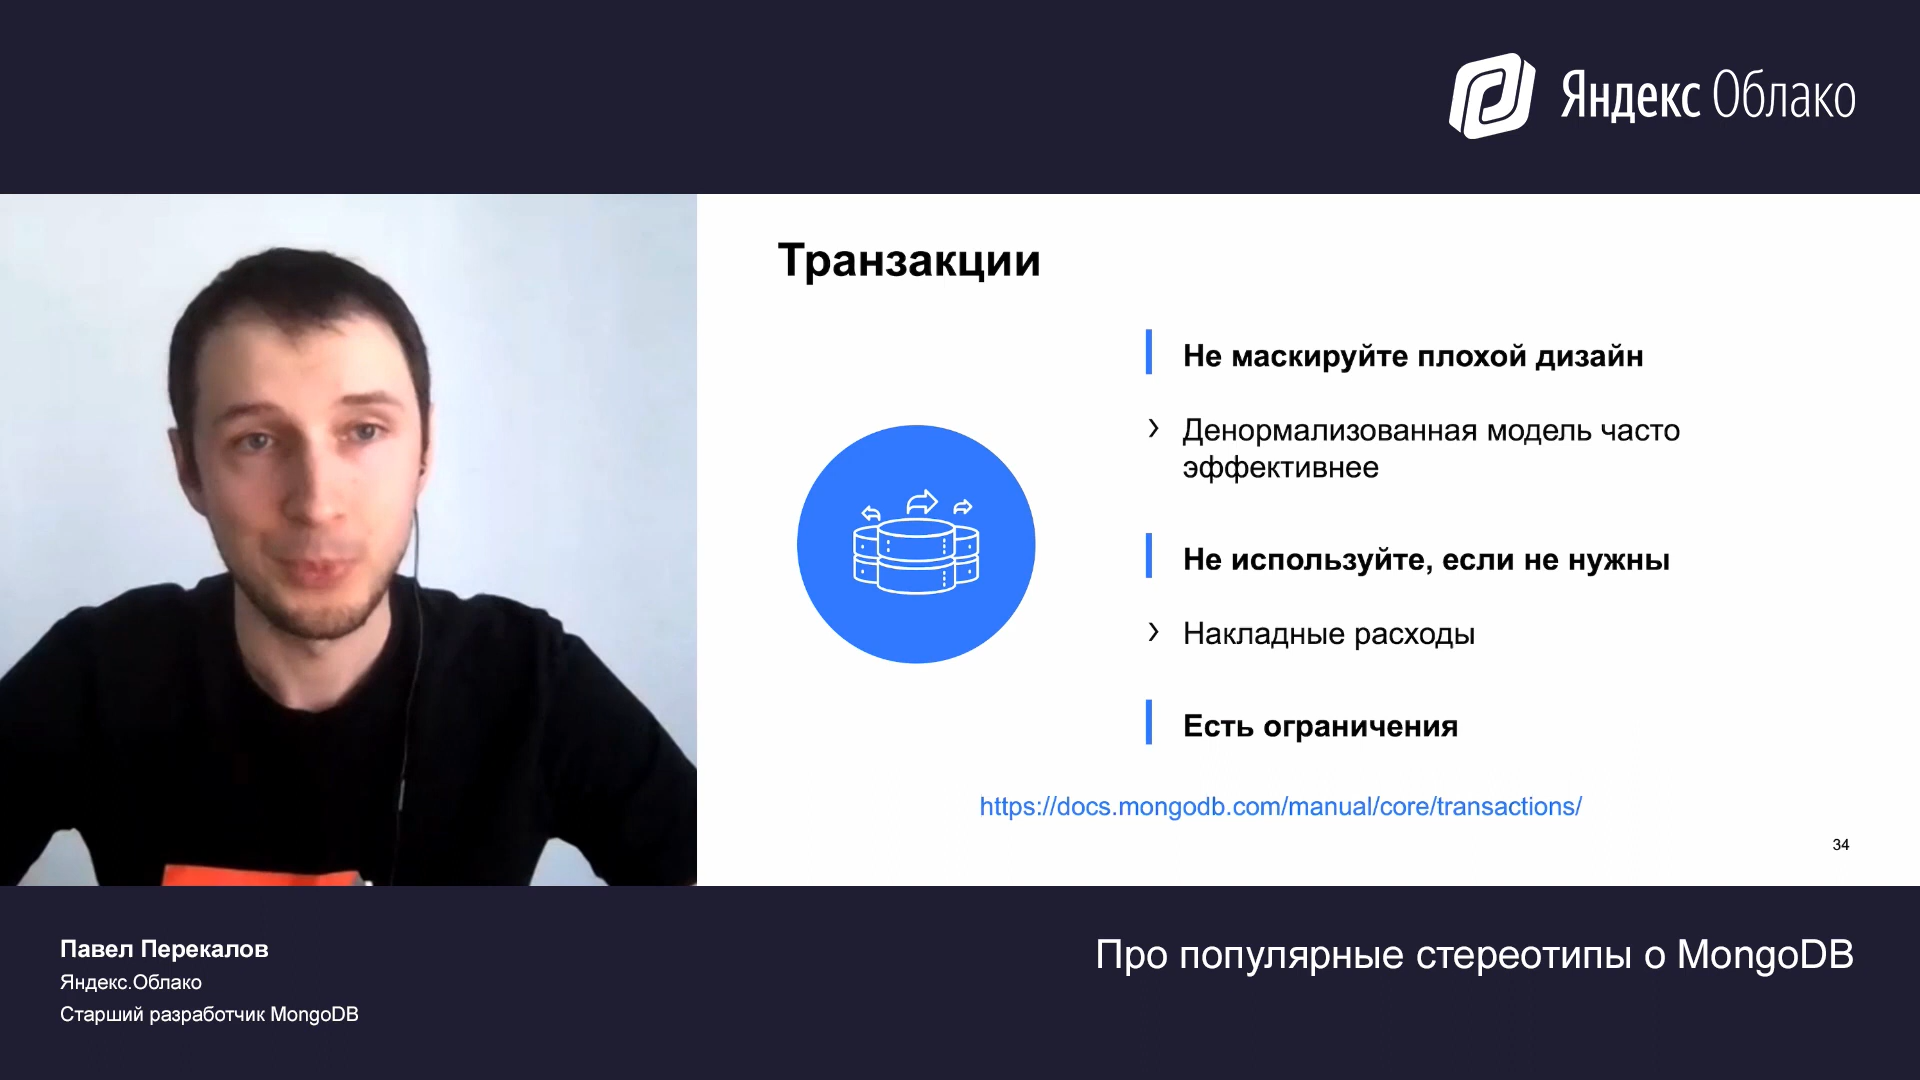 Яндекс Облако
Транзакции
Не маскируйте плохой дизайн
› Денормализованная модель часто
эффективнее
Не используйте, если не нужны
› Накладные расходы
Есть ограничения
https://docs.mongodb.com/manual/core/transactions/
34
Павел Перекалов
Яндекс.Облако
Старший разработчик MongoDB
Про популярные стереотипы о MongoDB